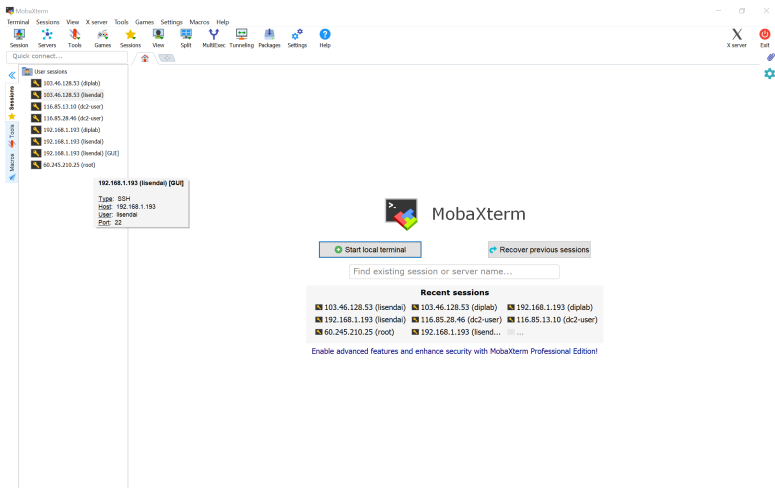 MobaXterm
Terminal Sessions View X server Tools Games Settings Macros Help
Session Servers Tools Games Sessions View Split MultiExec Tunneling Packages Settings Help X server Exit
Quick connect...
User sessions
103.46.128.53 (diplab)
103.46.128.53 (lisendai)
116.85.13.10 (dc2-user)
116.85.28.46 (dc2-user)
192.168.1.193 (diplab)
192.168.1.193 (lisendai)
192.168.1.193 (lisendai) [GUI]
60.245.210.25 (root)
Sessions
Tools
Macros
192.168.1.193 (lisendai) [GUI]
Type: SSH
Host: 192.168.1.193
User: lisendai
Port: 22
>_
MobaXterm
Start local terminal
Recover previous sessions
Find existing session or server name...
Recent sessions
103.46.128.53 (lisendai) 103.46.128.53 (diplab) 192.168.1.193 (diplab)
192.168.1.193 (lisendai) 116.85.28.46 (dc2-user) 116.85.13.10 (dc2-user)
60.245.210.25 (root) 192.168.1.193 (lisend... ...
Enable advanced features and enhance security with MobaXterm Professional Edition!